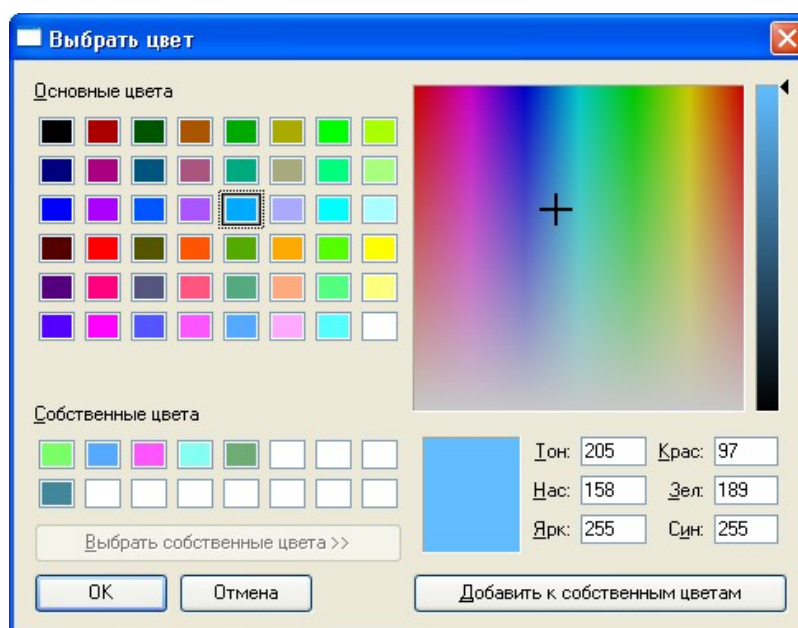 Выбрать цвет
Основные цвета
Собственные цвета
Тон: 205 Крас: 97
Нас: 158 Зел: 189
Ярк: 255 Син: 255
Выбрать собственные цвета >>
OK Отмена Добавить к собственным цветам